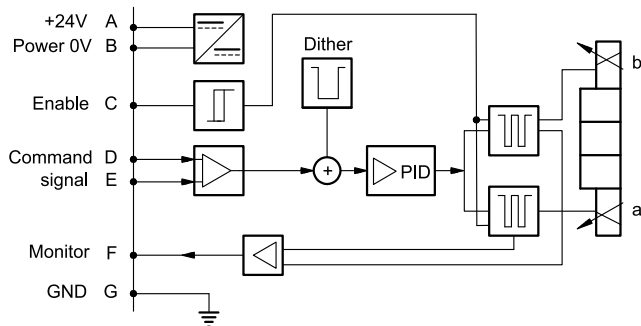 +24V A
Power 0V B
Dither
b
Enable C
Command D
signal E
+
PID
a
Monitor F
GND G